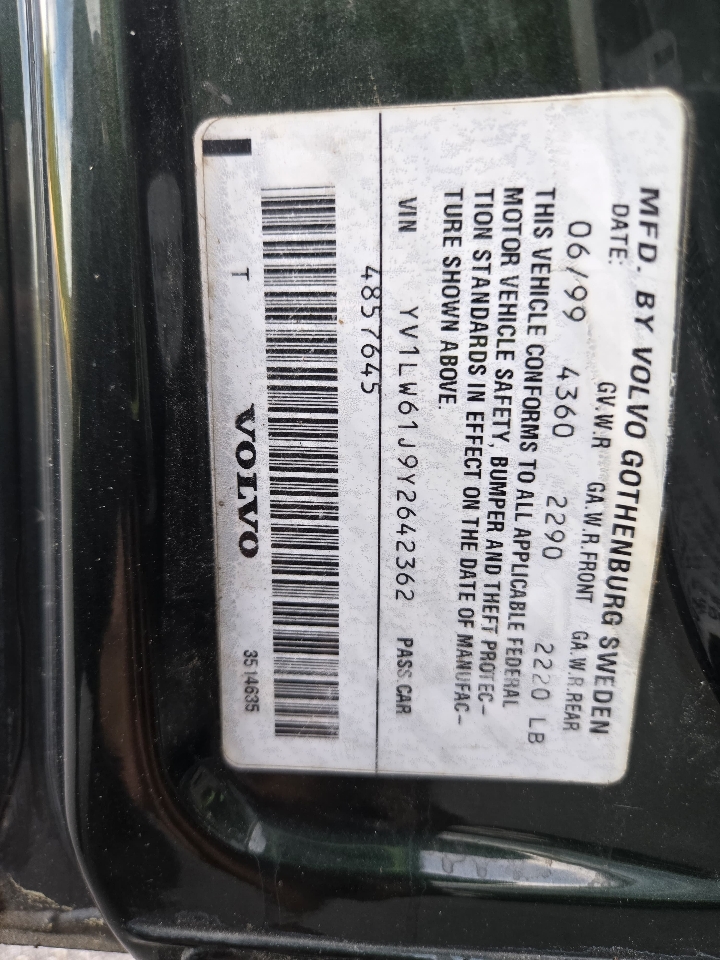 MFD. BY VOLVO GOTHENBURG SWEDEN
DATE: GV.W.R GA.W.R.FRONT GA.W.R.REAR
06/99 4360 2290 2220 LB
THIS VEHICLE CONFORMS TO ALL APPLICABLE FEDERAL
MOTOR VEHICLE SAFETY, BUMPER AND THEFT PROTEC-
TION STANDARDS IN EFFECT ON THE DATE OF MANUFAC-
TURE SHOWN ABOVE.
VIN YV1LW61J9Y2642362 PASS CAR
4857645
T VOLVO 3514635